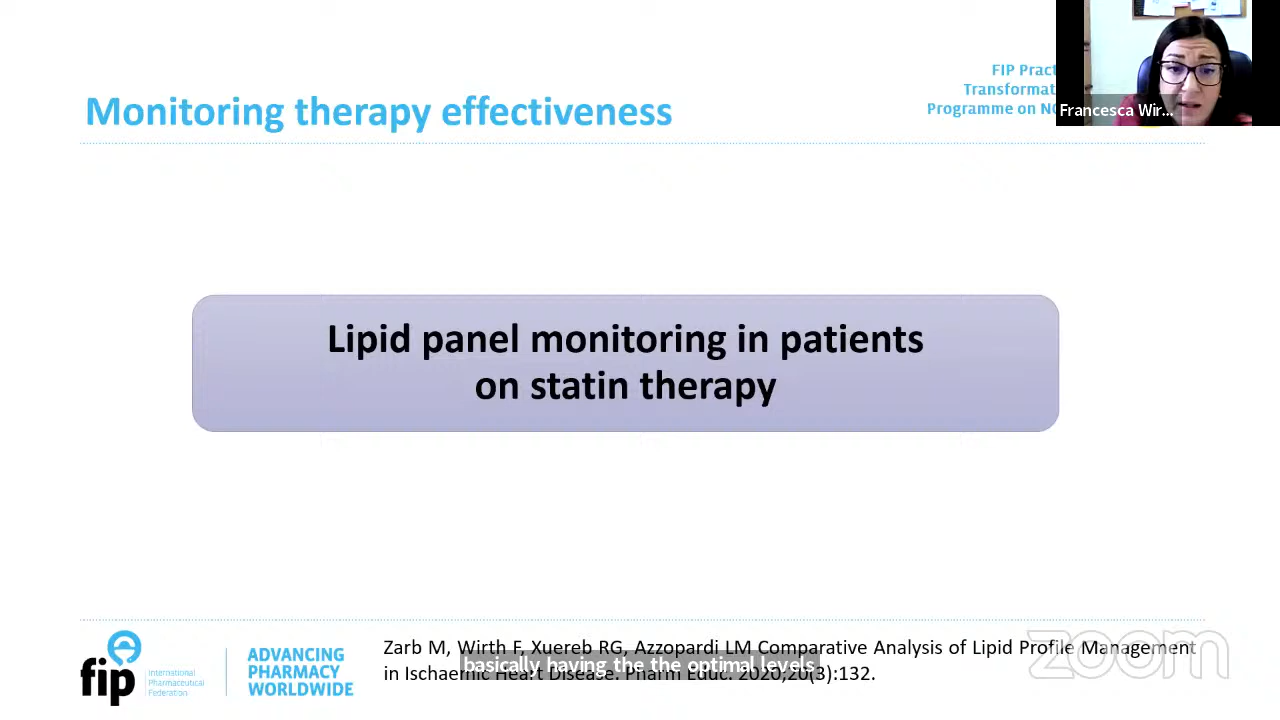 FIP Pract
Transformat
Programme on NC
Francesca Wir...
Monitoring therapy effectiveness
Lipid panel monitoring in patients
on statin therapy
fip
International
Pharmaceutical
Federation
ADVANCING
PHARMACY
WORLDWIDE
Zarb M, Wirth F, Xuereb RG, Azzopardi LM Comparative Analysis of Lipid Profile Management
in Ischaemic Heart Disease. Pharm Educ. 2020;20(3):132.
basically having the the optimal levels
zoom